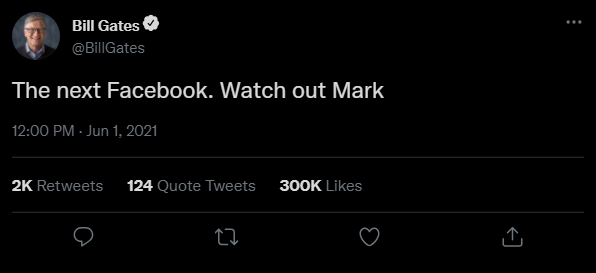 Bill Gates
@BillGates
The next Facebook. Watch out Mark
12:00 PM · Jun 1, 2021
2K Retweets 124 Quote Tweets 300K Likes